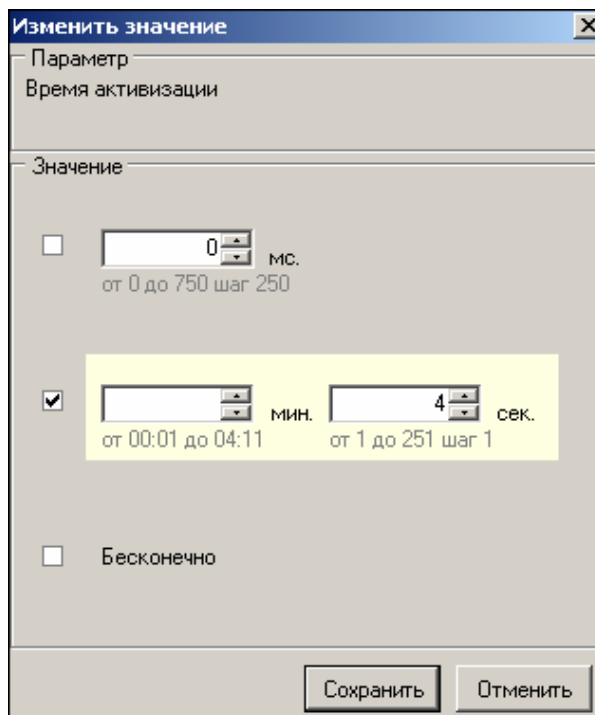 Изменить значение
Параметр
Время активизации
Значение
0 мс.
от 0 до 750 шаг 250
мин. 4 сек.
от 00:01 до 04:11 от 1 до 251 шаг 1
Бесконечно
Сохранить Отменить